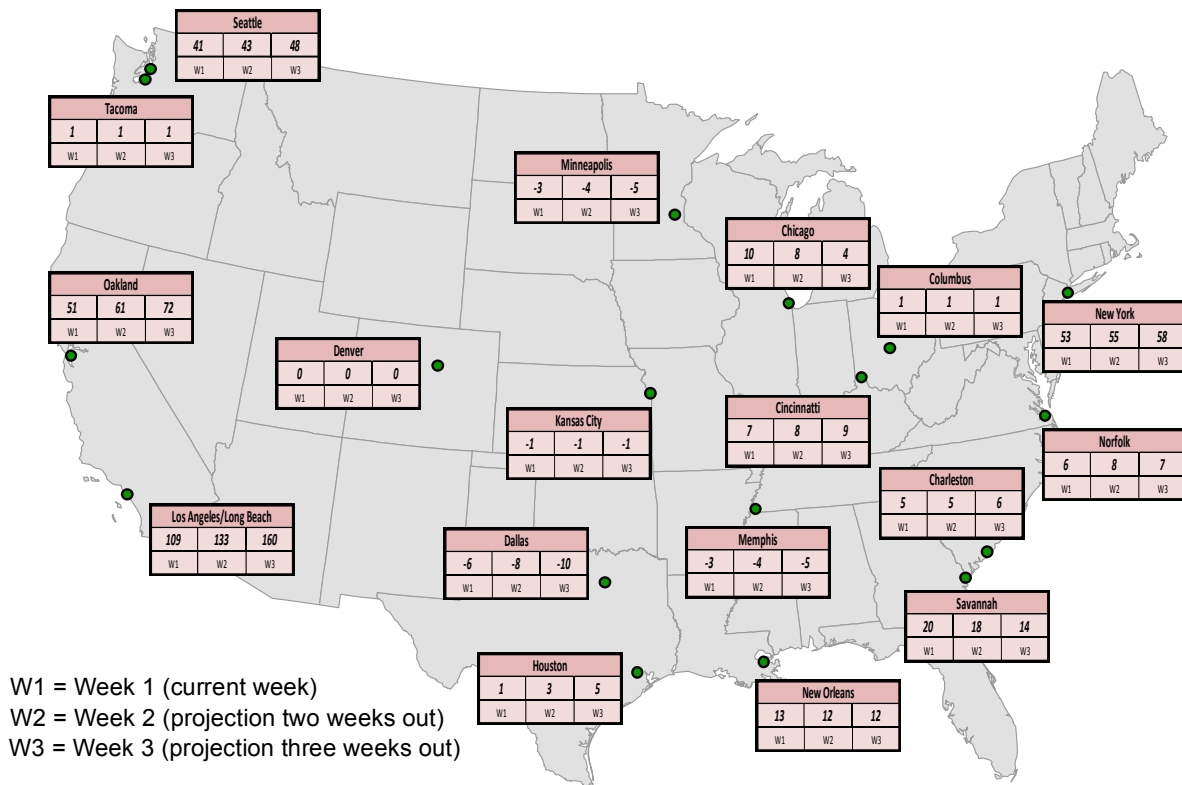 Seattle
41 43 48
W1 W2 W3
Tacoma
1 1 1
W1 W2 W3
Minneapolis
-3 -4 -5
W1 W2 W3
Chicago
10 8 4
W1 W2 W3
Columbus
1 1 1
W1 W2 W3
Oakland
51 61 72
W1 W2 W3
New York
53 55 58
W1 W2 W3
Denver
0 0 0
W1 W2 W3
Kansas City
-1 -1 -1
W1 W2 W3
Cincinnatti
7 8 9
W1 W2 W3
Norfolk
6 8 7
W1 W2 W3
Charleston
5 5 6
W1 W2 W3
Los Angeles/Long Beach
109 133 160
W1 W2 W3
Dallas
-6 -8 -10
W1 W2 W3
Memphis
-3 -4 -5
W1 W2 W3
Savannah
20 18 14
W1 W2 W3
Houston
1 3 5
W1 W2 W3
New Orleans
13 12 12
W1 W2 W3
W1 = Week 1 (current week)
W2 = Week 2 (projection two weeks out)
W3 = Week 3 (projection three weeks out)